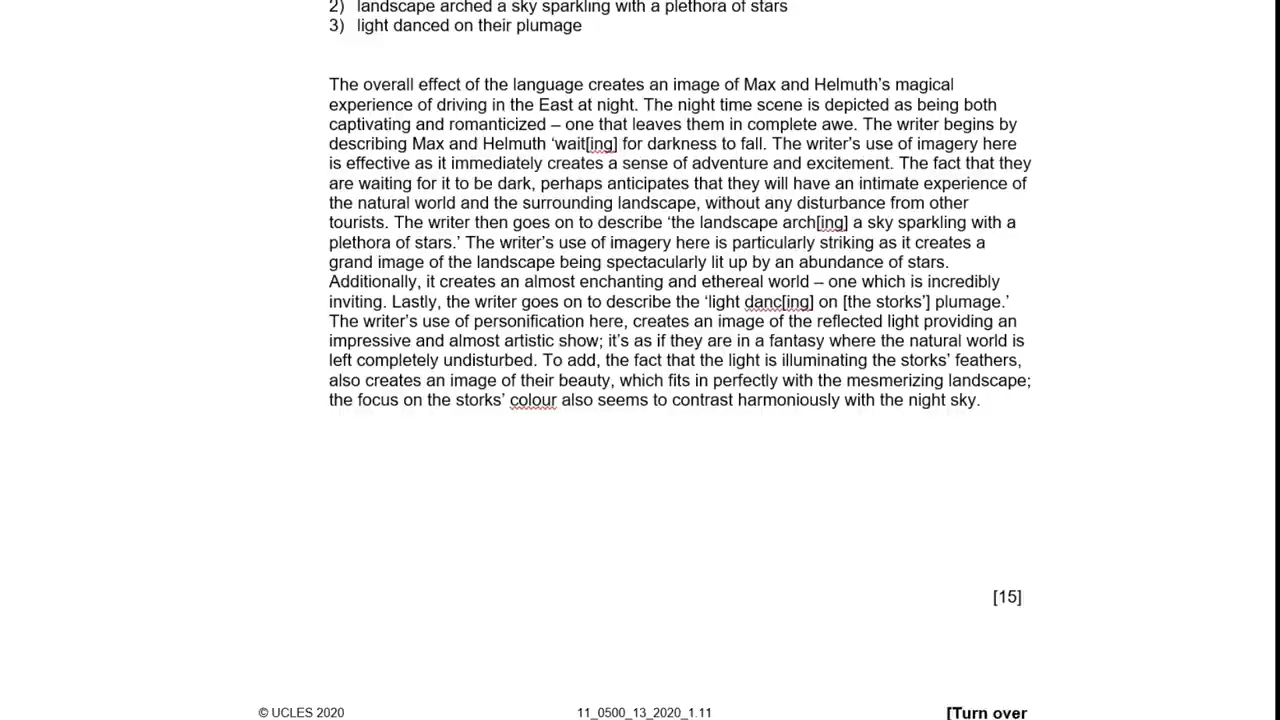 2) landscape arched a sky sparkling with a plethora of stars
3) light danced on their plumage
The overall effect of the language creates an image of Max and Helmuth’s magical
experience of driving in the East at night. The night time scene is depicted as being both
captivating and romanticized – one that leaves them in complete awe. The writer begins by
describing Max and Helmuth ‘wait[ing] for darkness to fall. The writer’s use of imagery here
is effective as it immediately creates a sense of adventure and excitement. The fact that they
are waiting for it to be dark, perhaps anticipates that they will have an intimate experience of
the natural world and the surrounding landscape, without any disturbance from other
tourists. The writer then goes on to describe ‘the landscape arch[ing] a sky sparkling with a
plethora of stars.’ The writer’s use of imagery here is particularly striking as it creates a
grand image of the landscape being spectacularly lit up by an abundance of stars.
Additionally, it creates an almost enchanting and ethereal world – one which is incredibly
inviting. Lastly, the writer goes on to describe the ‘light danc[ing] on [the storks’] plumage.’
The writer’s use of personification here, creates an image of the reflected light providing an
impressive and almost artistic show; it’s as if they are in a fantasy where the natural world is
left completely undisturbed. To add, the fact that the light is illuminating the storks’ feathers,
also creates an image of their beauty, which fits in perfectly with the mesmerizing landscape;
the focus on the storks’ colour also seems to contrast harmoniously with the night sky.
[15]
© UCLES 2020 11_0500_13_2020_1.11 [Turn over